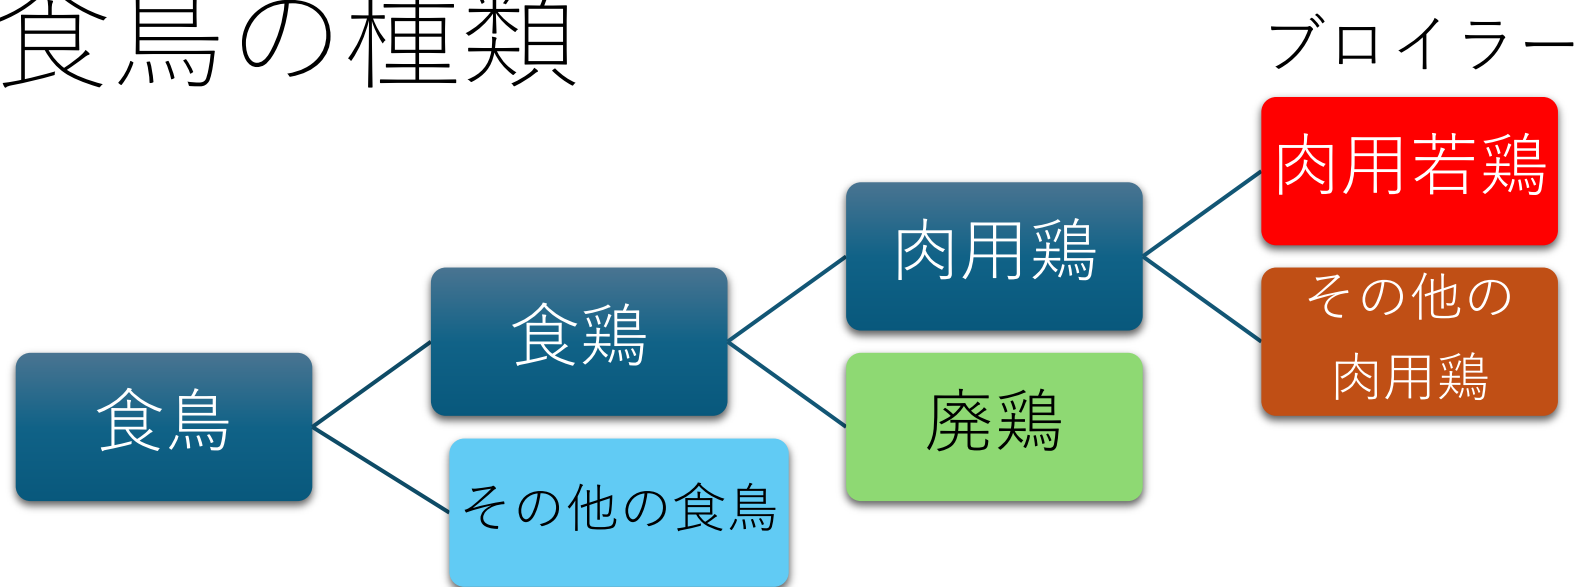 食鳥の種類
ブロイラー
肉用若鶏
肉用鶏
その他の
肉用鶏
食鶏
廃鶏
食鳥
その他の食鳥